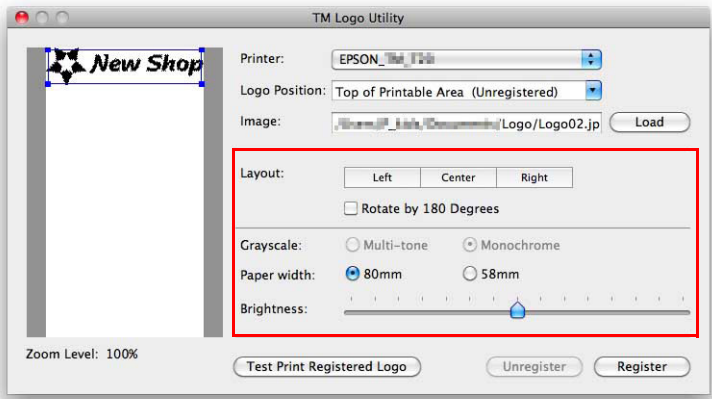 TM Logo Utility
New Shop
Printer:
EPSON_
Logo Position: Top of Printable Area (Unregistered)
Image:
/Logo/Logo02.jp
Load
Layout:
Left Center Right
Rotate by 180 Degrees
Grayscale: Multi-tone Monochrome
Paper width: 80mm 58mm
Brightness:
Zoom Level: 100%
Test Print Registered Logo Unregister Register